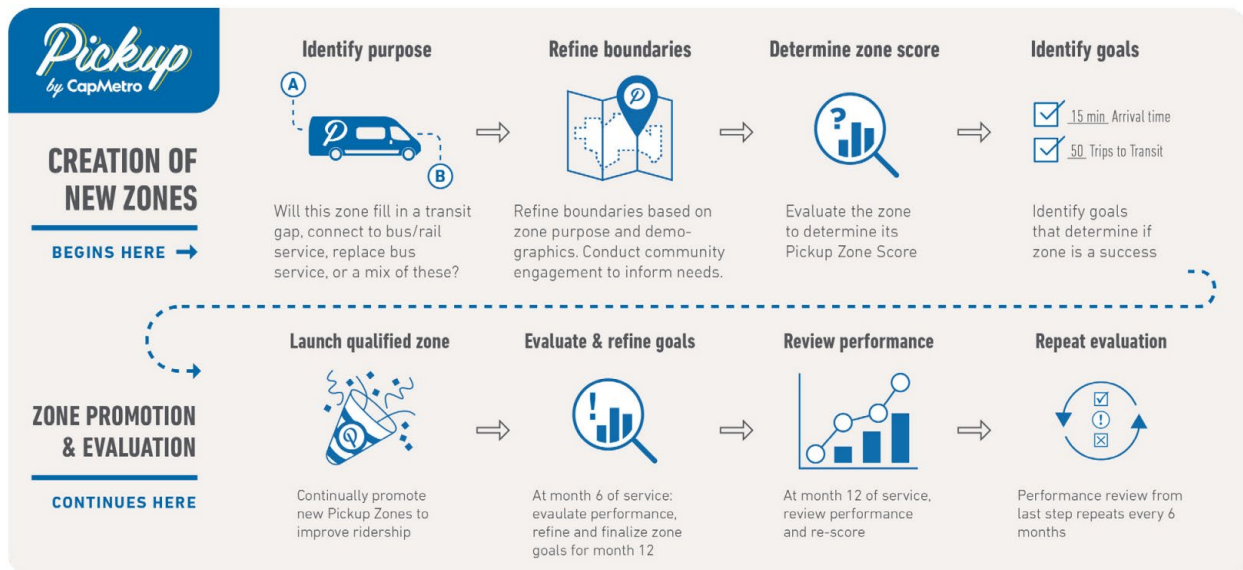 Pickup
by CapMetro
CREATION OF
NEW ZONES
BEGINS HERE
Identify purpose
A
P
B
Will this zone fill in a transit
gap, connect to bus/rail
service, replace bus
service, or a mix of these?
Refine boundaries
P
Refine boundaries based on
zone purpose and demo-
graphics. Conduct community
engagement to inform needs.
Determine zone score
?
Evaluate the zone
to determine its
Pickup Zone Score
Identify goals
15 min Arrival time
50 Trips to Transit
Identify goals
that determine if
zone is a success
ZONE PROMOTION
& EVALUATION
CONTINUES HERE
Launch qualified zone
P
Continually promote
new Pickup Zones to
improve ridership
Evaluate & refine goals
!
At month 6 of service:
evaulate performance,
refine and finalize zone
goals for month 12
Review performance
At month 12 of service,
review performance
and re-score
Repeat evaluation
!
Performance review from
last step repeats every 6
months